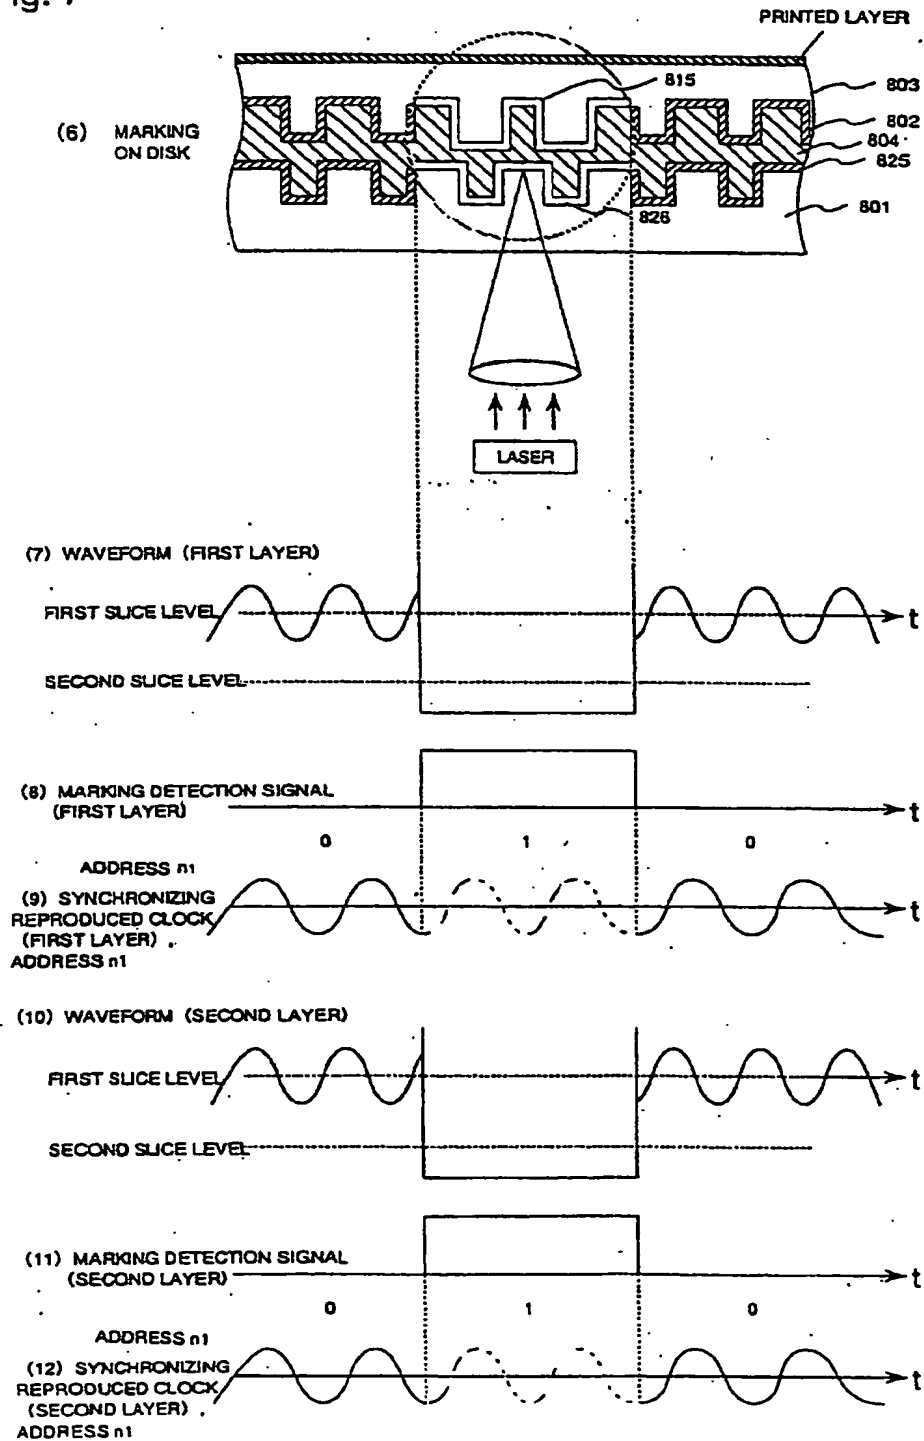 PRINTED LAYER
815
803
802
804
825
801
826
(6) MARKING
ON DISK
LASER
(7) WAVEFORM (FIRST LAYER)
FIRST SLICE LEVEL
t
SECOND SLICE LEVEL
(8) MARKING DETECTION SIGNAL
(FIRST LAYER)
t
0 1 0
ADDRESS n1
(9) SYNCHRONIZING
REPRODUCED CLOCK
(FIRST LAYER)
ADDRESS n1
t
(10) WAVEFORM (SECOND LAYER)
FIRST SLICE LEVEL
t
SECOND SLICE LEVEL
(11) MARKING DETECTION SIGNAL
(SECOND LAYER)
t
0 1 0
ADDRESS n1
(12) SYNCHRONIZING
REPRODUCED CLOCK
(SECOND LAYER)
ADDRESS n1
t